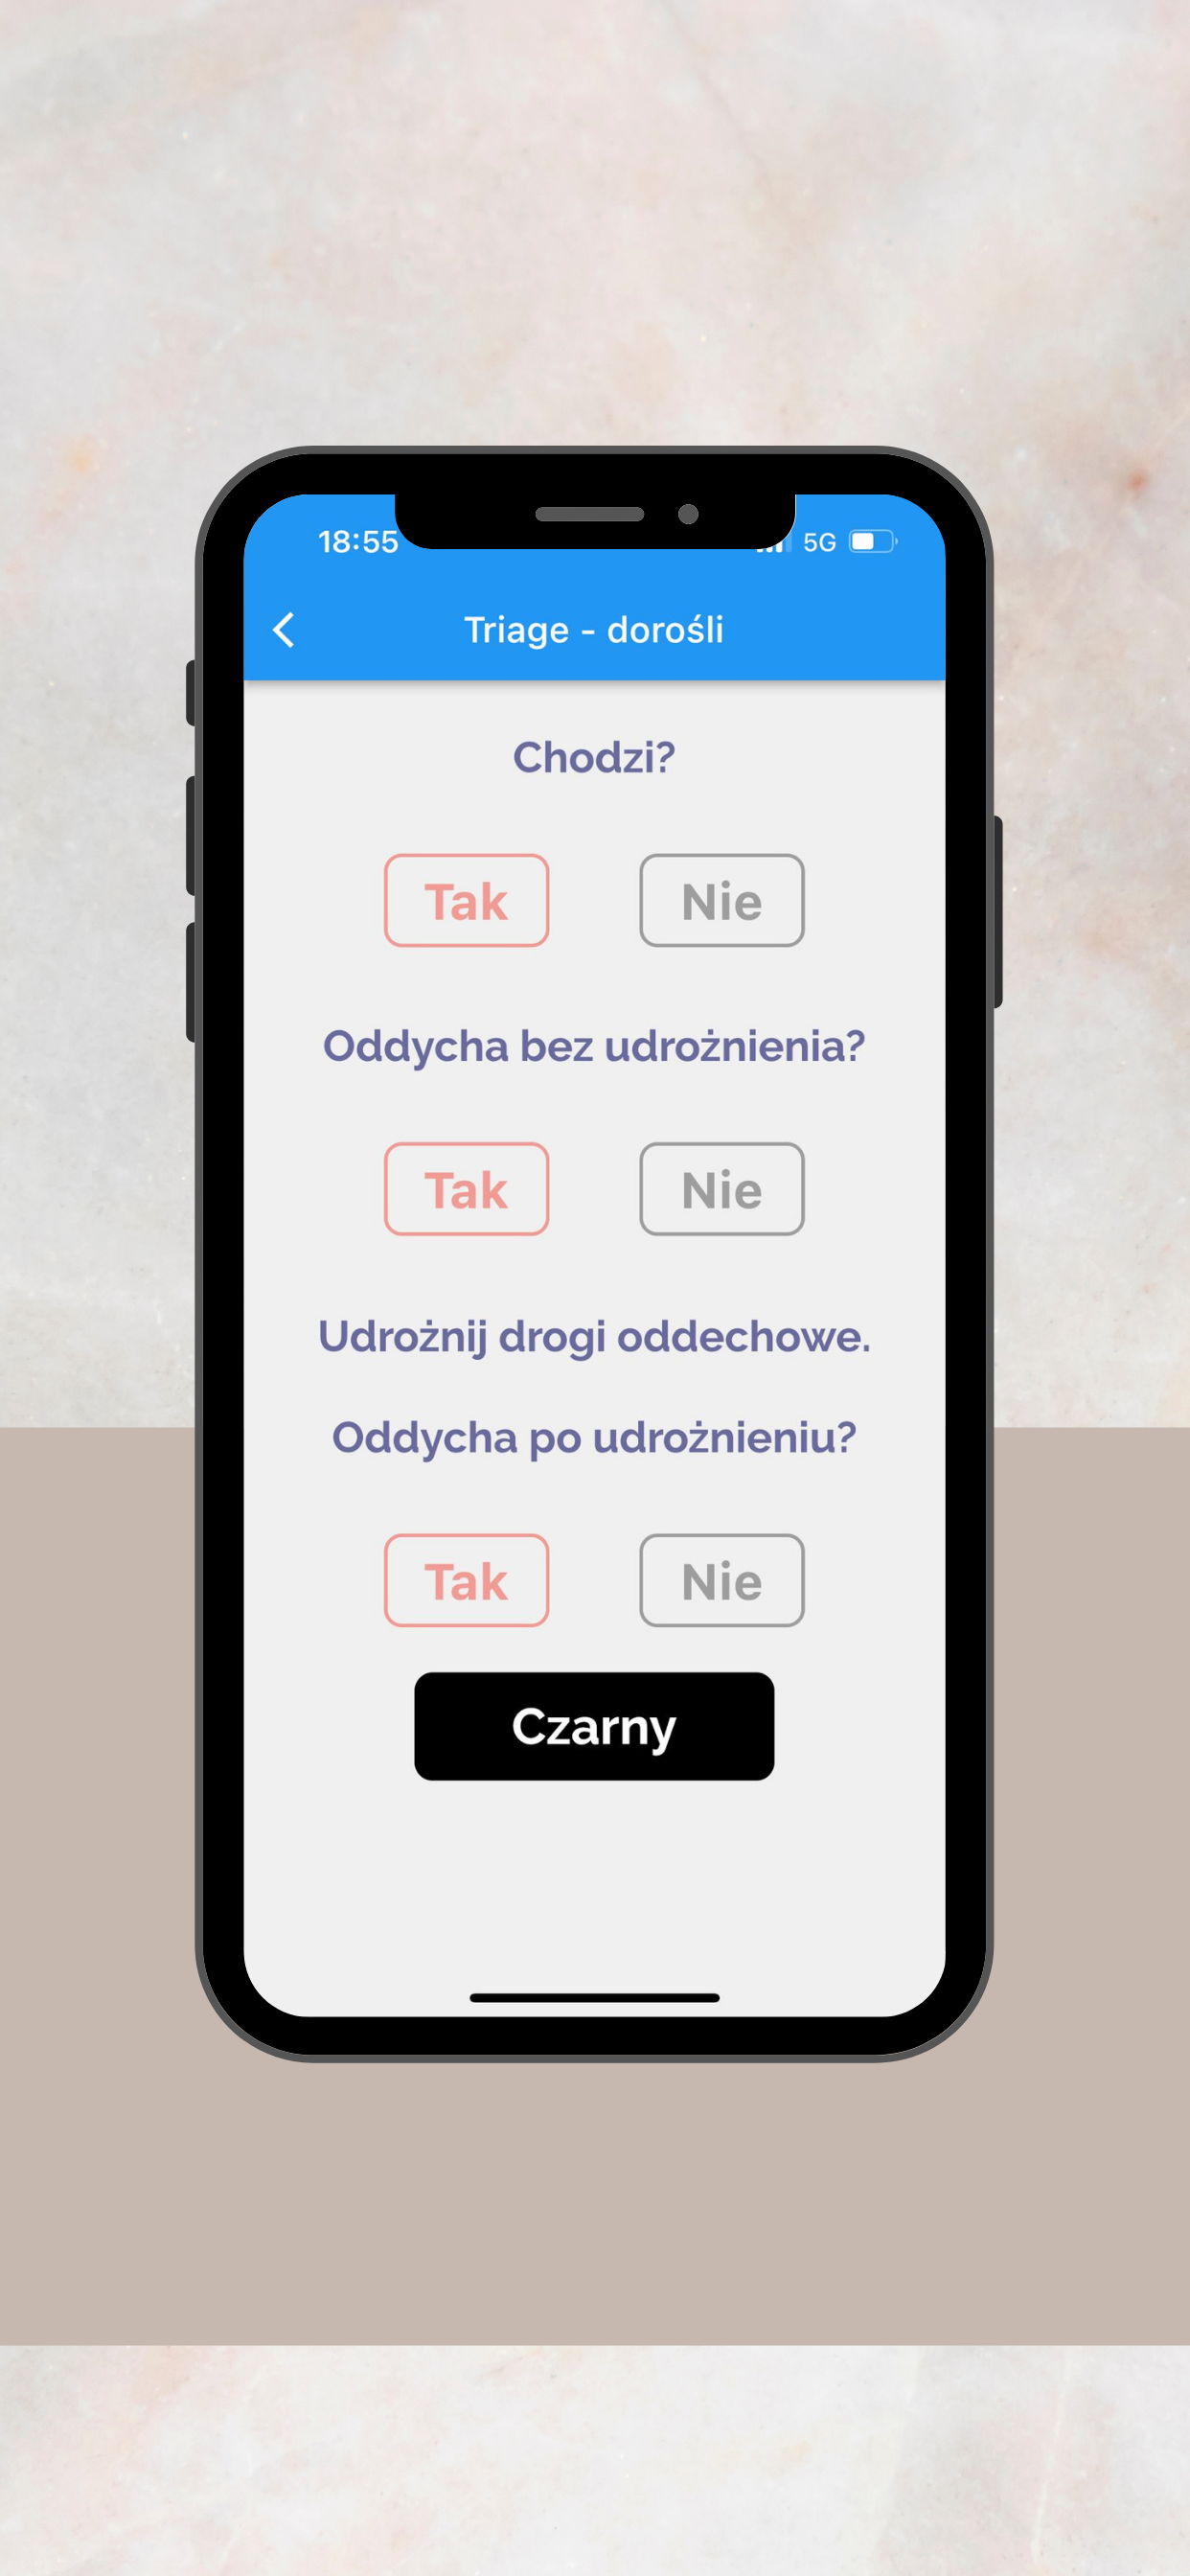 18:55 5G
Triage - dorośli
Chodzi?
Tak Nie
Oddycha bez udrożnienia?
Tak Nie
Udrożnij drogi oddechowe.
Oddycha po udrożnieniu?
Tak Nie
Czarny